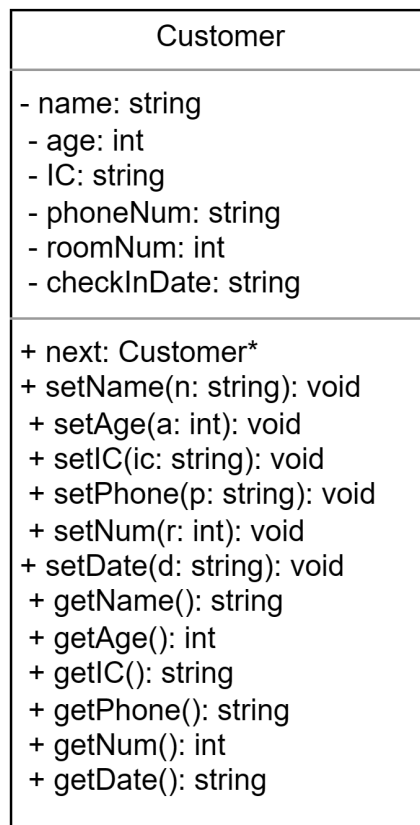 Customer
- name: string
- age: int
- IC: string
- phoneNum: string
- roomNum: int
- checkInDate: string
+ next: Customer*
+ setName(n: string): void
+ setAge(a: int): void
+ setIC(ic: string): void
+ setPhone(p: string): void
+ setNum(r: int): void
+ setDate(d: string): void
+ getName(): string
+ getAge(): int
+ getIC(): string
+ getPhone(): string
+ getNum(): int
+ getDate(): string